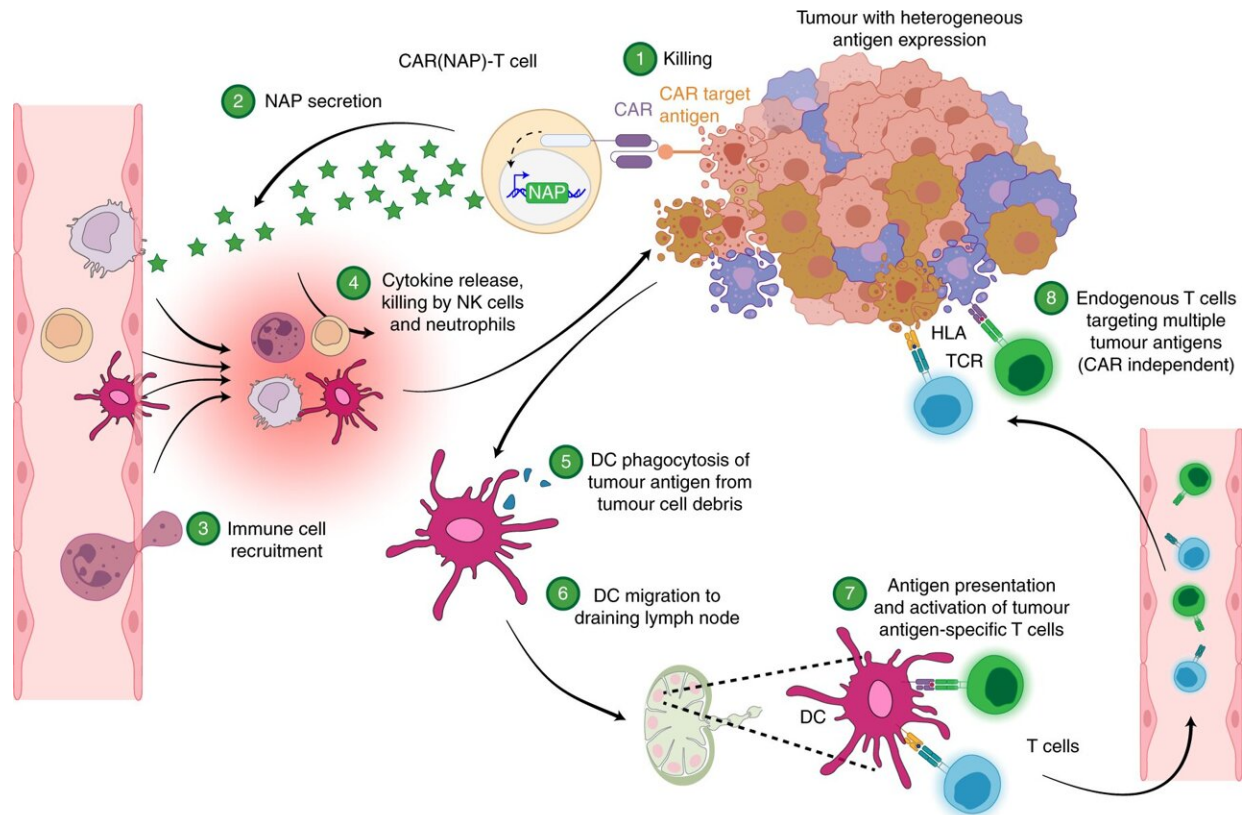 Tumour with heterogeneous
antigen expression
CAR(NAP)-T cell
1 Killing
2 NAP secretion
CAR
CAR target
antigen
NAP
4 Cytokine release,
killing by NK cells
and neutrophils
HLA
TCR
8 Endogenous T cells
targeting multiple
tumour antigens
(CAR independent)
5 DC phagocytosis of
tumour antigen from
tumour cell debris
3 Immune cell
recruitment
6 DC migration to
draining lymph node
7 Antigen presentation
and activation of tumour
antigen-specific T cells
DC
T cells